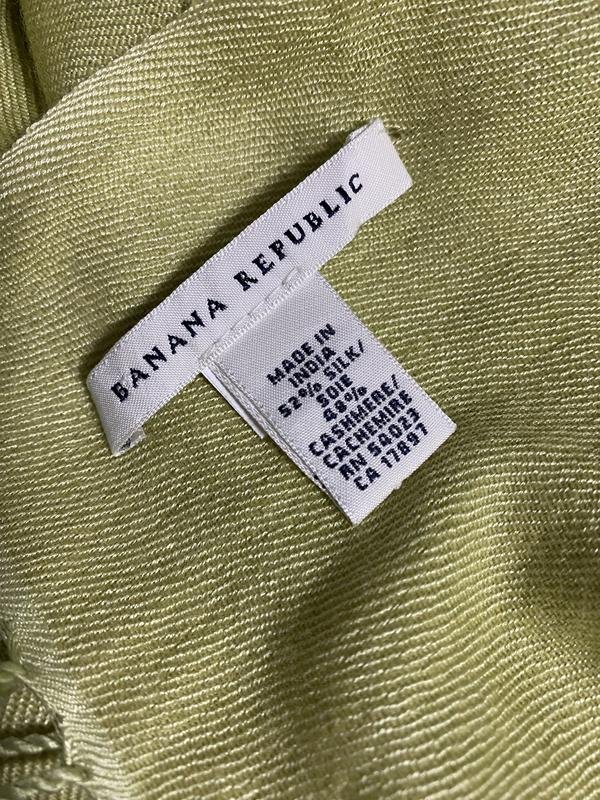 BANANA REPUBLIC
MADE IN
INDIA
52% SILK/
SOIE
48%
CASHMERE/
CACHEMIRE
RN 54023
CA 17897